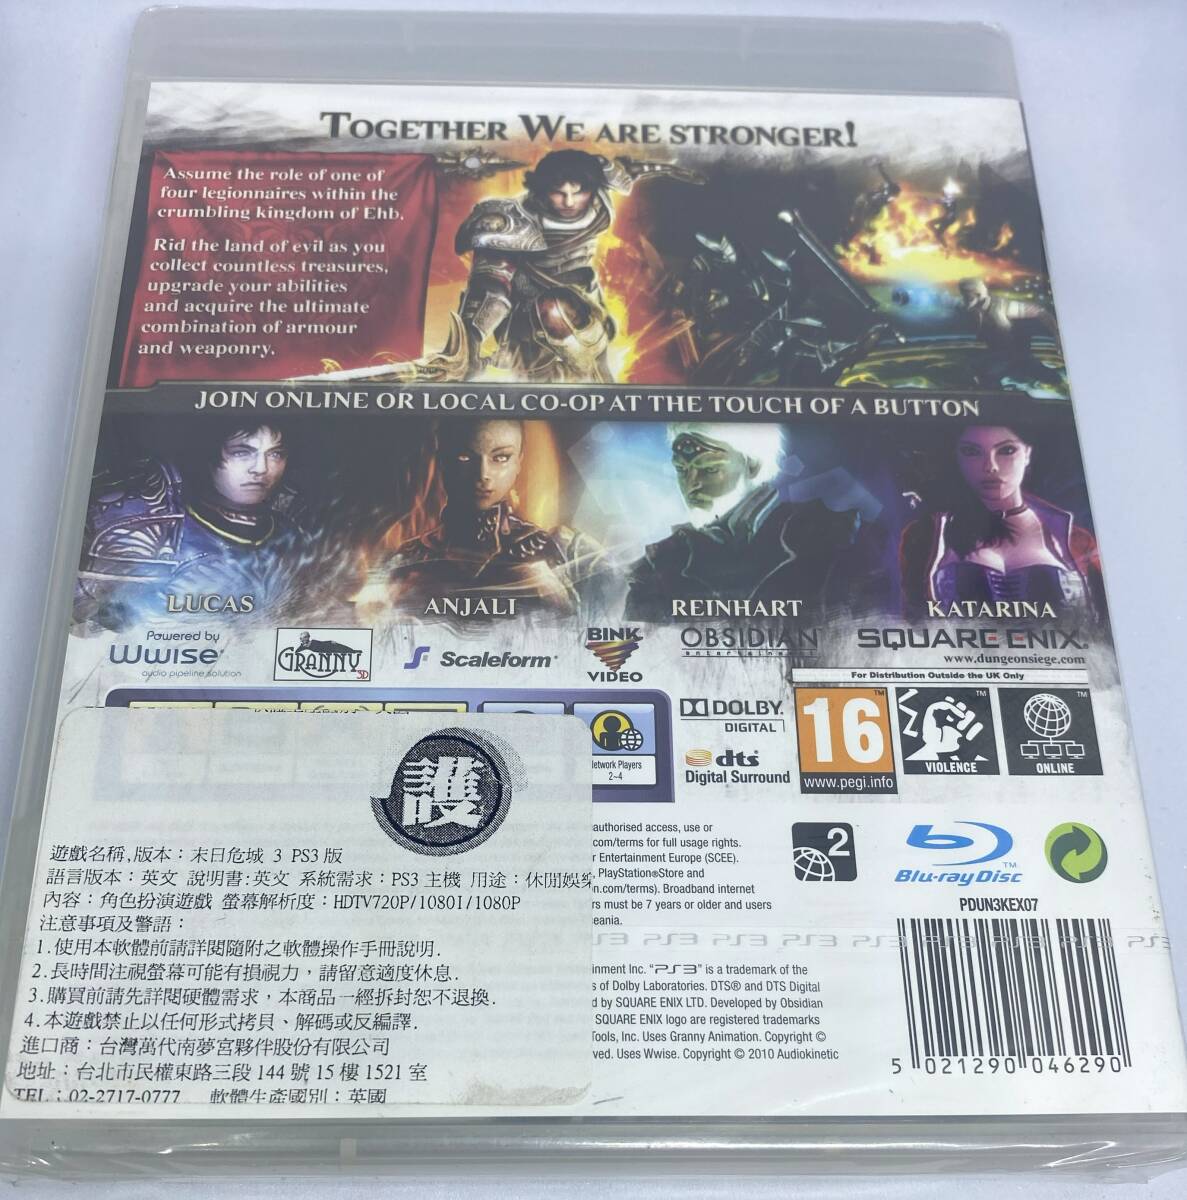 TOGETHER WE ARE STRONGER!
Assume the role of one of
four legionnaires within the
crumbling kingdom of Ehb.
Rid the land of evil as you
collect countless treasures,
upgrade your abilities
and acquire the ultimate
combination of armour
and weaponry.
JOIN ONLINE OR LOCAL CO-OP AT THE TOUCH OF A BUTTON
LUCAS ANJALI REINHART KATARINA
Powered by
WWISE
audio pipeline solution
GRANNY 3D
Scaleform
BINK
VIDEO
OBSIDIAN
entertainment
SQUARE ENIX
www.dungeonsiege.com
For Distribution Outside the UK Only
Network Players
2-4
DOLBY
DIGITAL
dts
Digital Surround
16
www.pegi.info
VIOLENCE
ONLINE
護
遊戲名稱,版本：末日危城 3 PS3 版
語言版本：英文 說明書:英文 系統需求：PS3 主機 用途：休閒娛樂
內容：角色扮演遊戲 螢幕解析度：HDTV720P/1080I/1080P
注意事項及警語：
1.使用本軟體前請詳閱隨附之軟體操作手冊說明.
2.長時間注視螢幕可能有損視力，請留意適度休息.
3.購買前請先詳閱硬體需求，本商品一經拆封恕不退換.
4.本遊戲禁止以任何形式拷貝、解碼或反編譯.
進口商：台灣萬代南夢宮夥伴股份有限公司
地址：台北市民權東路三段 144 號 15 樓 1521 室
TEL：02-2717-0777 軟體生產國別：英國
authorised access, use or
com/terms for full usage rights.
r Entertainment Europe (SCEE).
, PlayStation®Store and
n.com/terms). Broadband internet
rs must be 7 years or older and users
eania.
2
Blu-ray Disc
TM
PDUN3KEX07
PS3 PS3 PS3 PS3 PS3 PS3 PS3 PS3
inment Inc. "PS3" is a trademark of the
s of Dolby Laboratories. DTS® and DTS Digital
d by SQUARE ENIX LTD. Developed by Obsidian
SQUARE ENIX logo are registered trademarks
Tools, Inc. Uses Granny Animation. Copyright ©
ved. Uses Wwise. Copyright © 2010 Audiokinetic
5 021290 046290